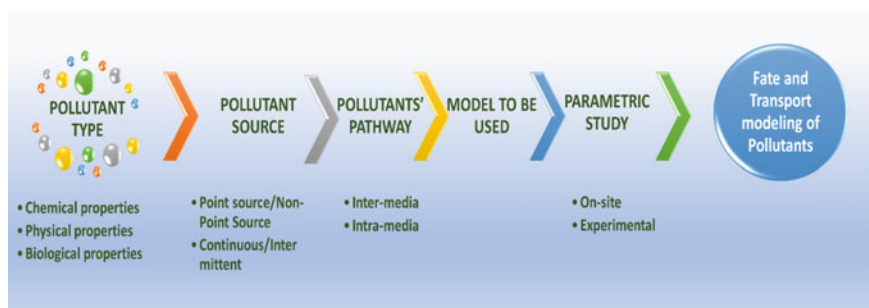 POLLUTANT
TYPE
• Chemical properties
• Physical properties
• Biological properties
POLLUTANT
SOURCE
• Point source/Non-
Point Source
• Continuous/Inter
mittent
POLLUTANTS'
PATHWAY
• Inter-media
• Intra-media
MODEL TO BE
USED
PARAMETRIC
STUDY
• On-site
• Experimental
Fate and
Transport
modeling of
Pollutants